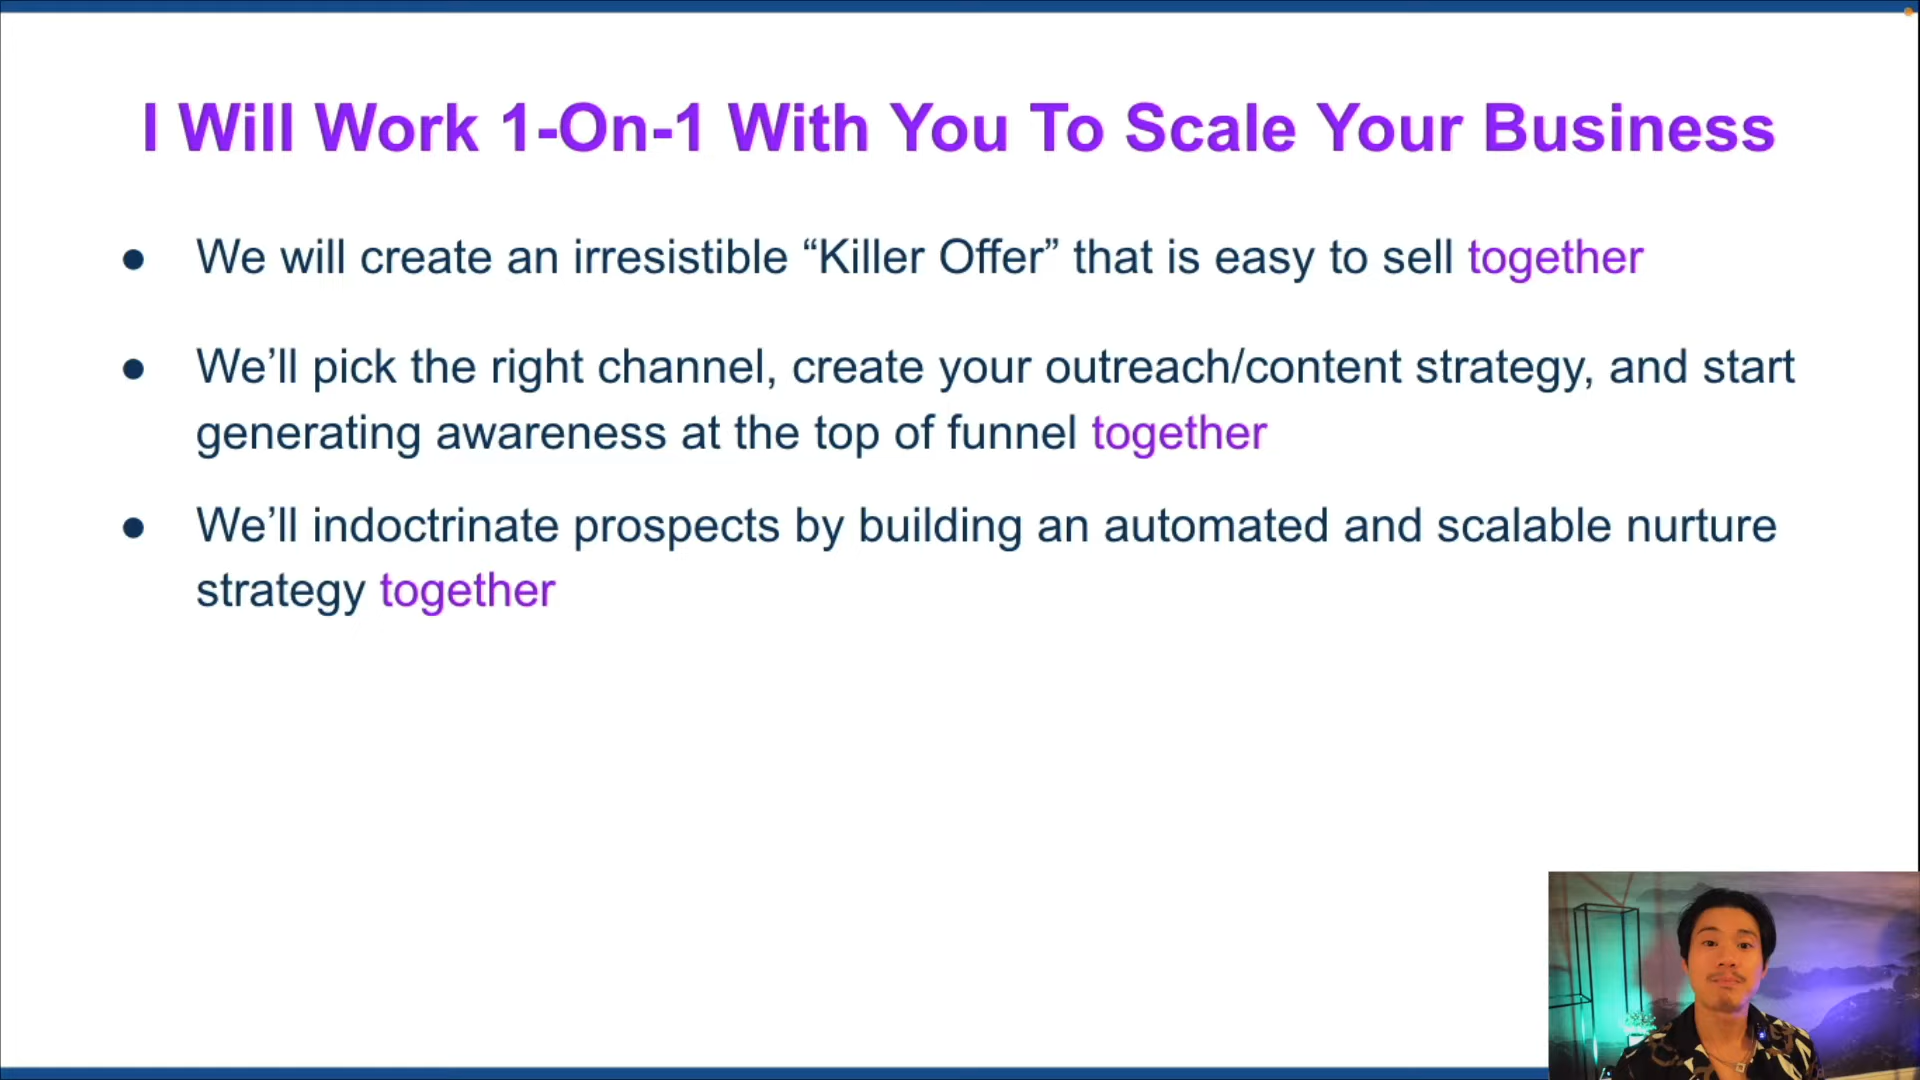 I Will Work 1-On-1 With You To Scale Your Business
● We will create an irresistible “Killer Offer” that is easy to sell together
● We’ll pick the right channel, create your outreach/content strategy, and start
generating awareness at the top of funnel together
● We’ll indoctrinate prospects by building an automated and scalable nurture
strategy together